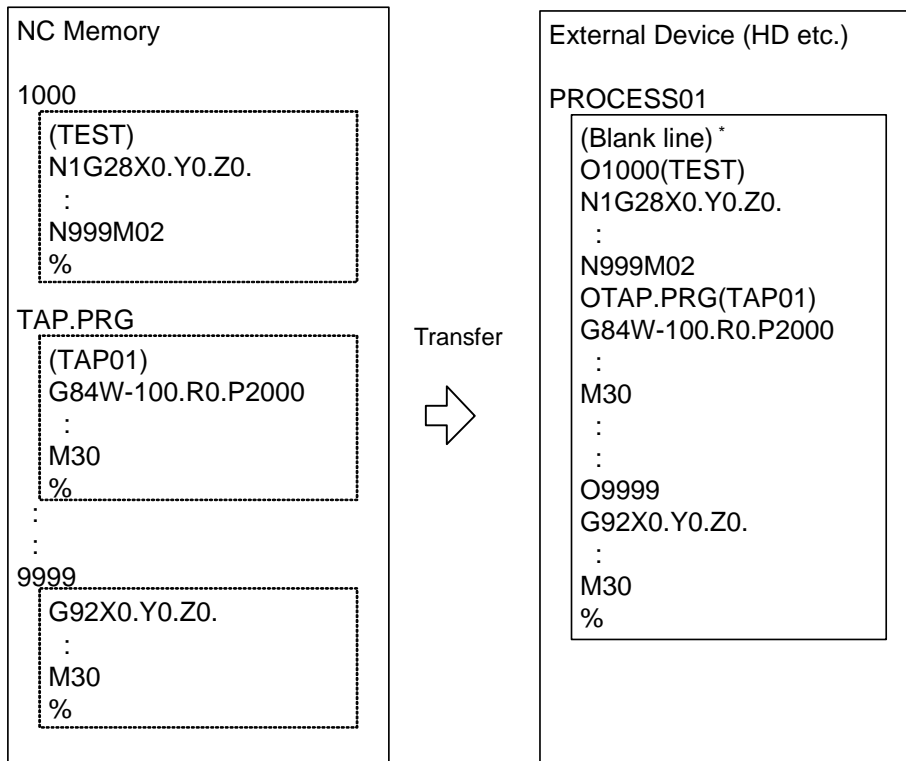 NC Memory
1000
(TEST)
N1G28X0.Y0.Z0.
:
N999M02
%
TAP.PRG
(TAP01)
G84W-100.R0.P2000
:
M30
%
:
:
9999
G92X0.Y0.Z0.
:
M30
%
Transfer
External Device (HD etc.)
PROCESS01
(Blank line) *
O1000(TEST)
N1G28X0.Y0.Z0.
:
N999M02
OTAP.PRG(TAP01)
G84W-100.R0.P2000
:
M30
:
:
O9999
G92X0.Y0.Z0.
:
M30
%